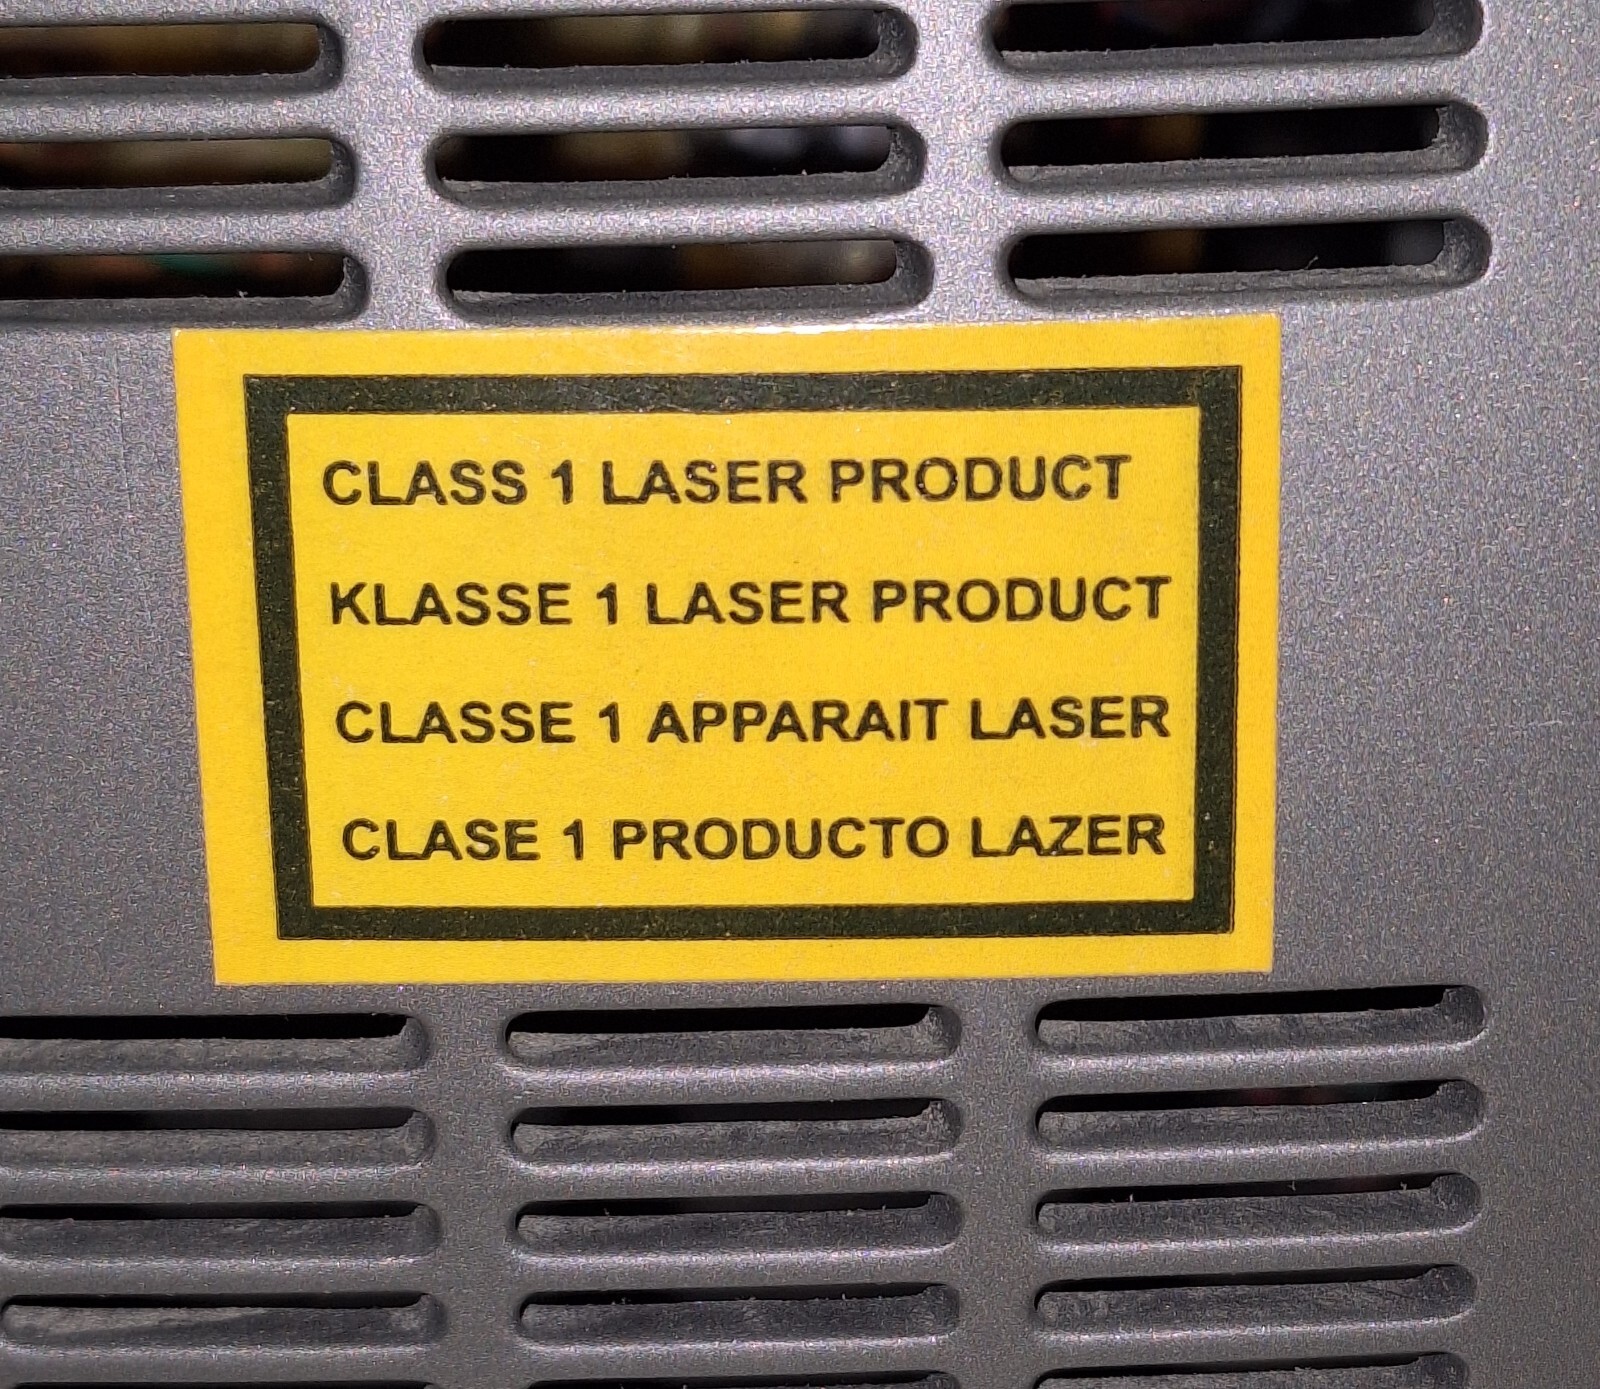 CLASS 1 LASER PRODUCT
KLASSE 1 LASER PRODUCT
CLASSE 1 APPARAIT LASER
CLASE 1 PRODUCTO LAZER